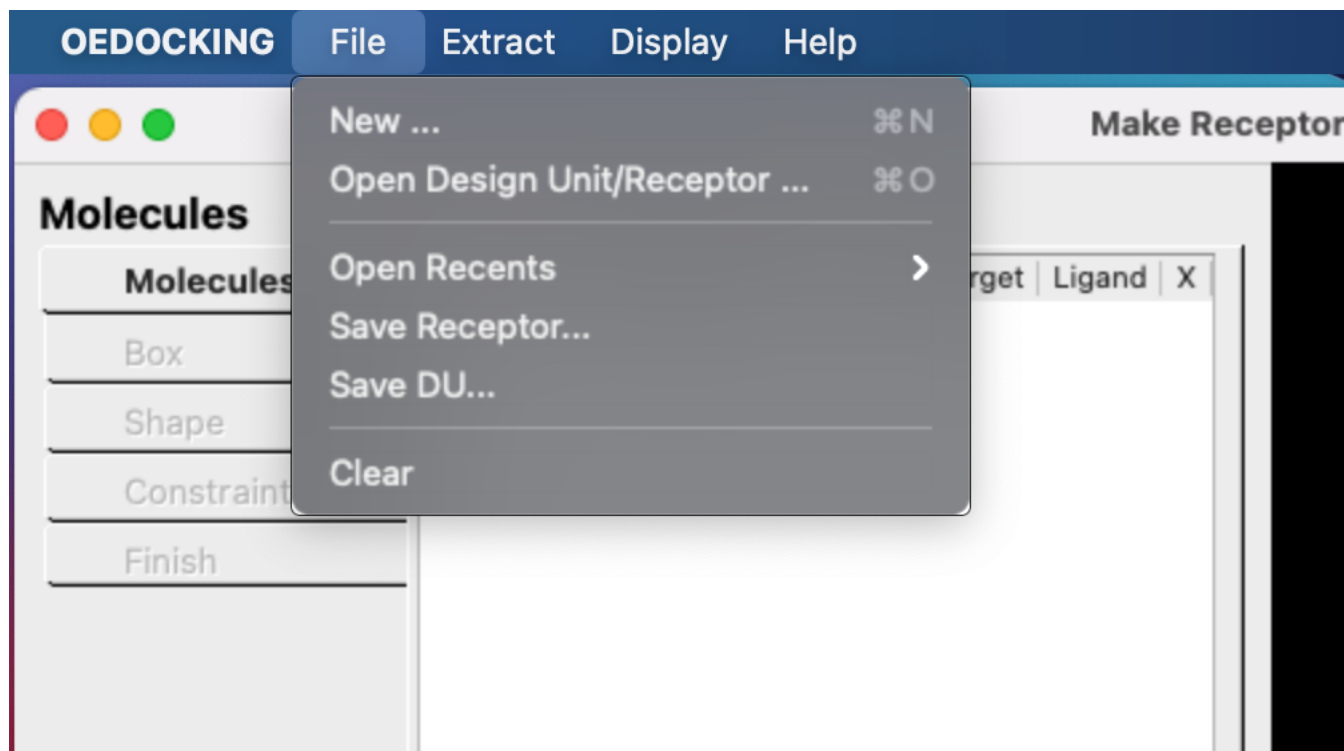 OEDOCKING File Extract Display Help
Make Receptor
New ... ⌘N
Open Design Unit/Receptor ... ⌘O
Open Recents
Save Receptor...
Save DU...
Clear
Molecules
Molecules
Box
Shape
Constraint
Finish
Ligand X